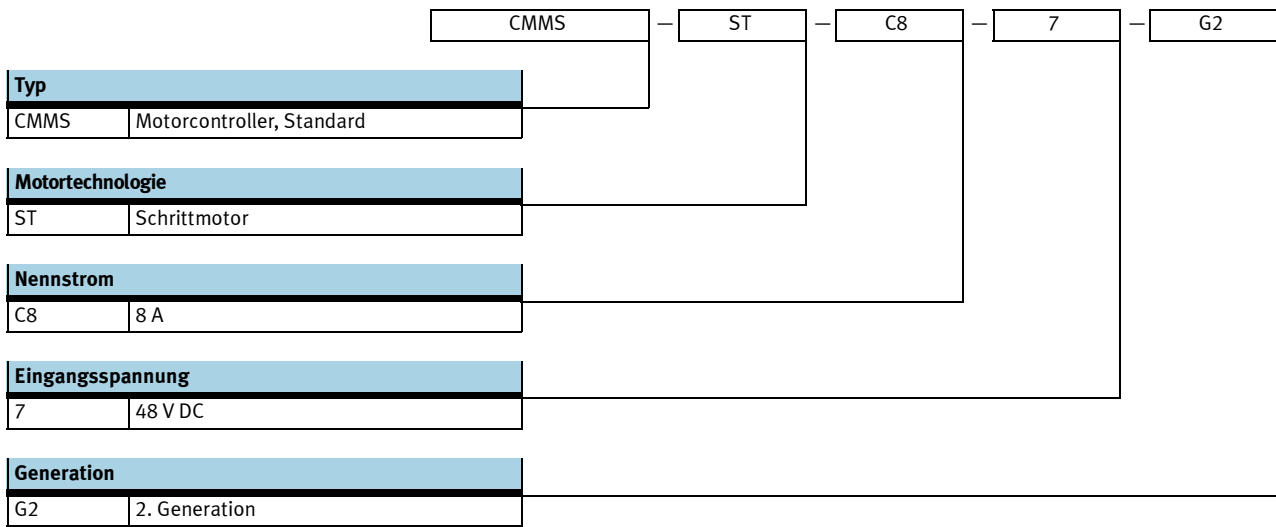 CMMS — ST — C8 — 7 — G2
Typ
CMMS Motorcontroller, Standard
Motortechnologie
ST Schrittmotor
Nennstrom
C8 8 A
Eingangsspannung
7 48 V DC
Generation
G2 2. Generation